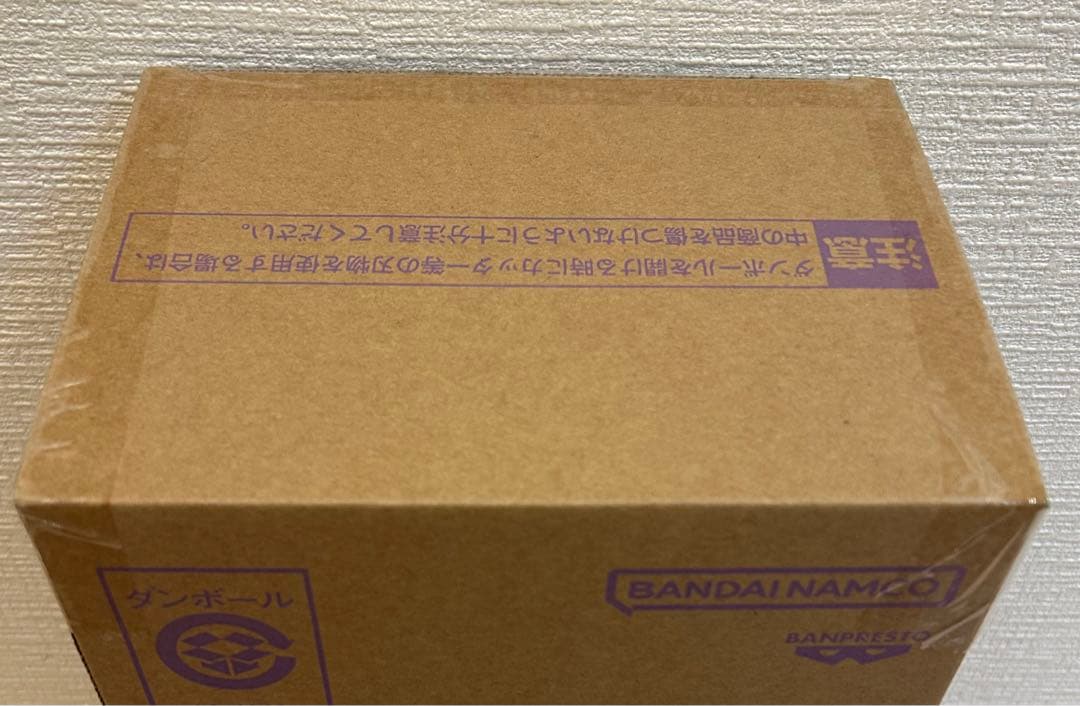 注意
ダンボールを開ける時にカッター等の刃物を使用する場合は、
中の商品を傷つけないように十分注意してください。
ダンボール
BANDAI NAMCO
BANPRESTO